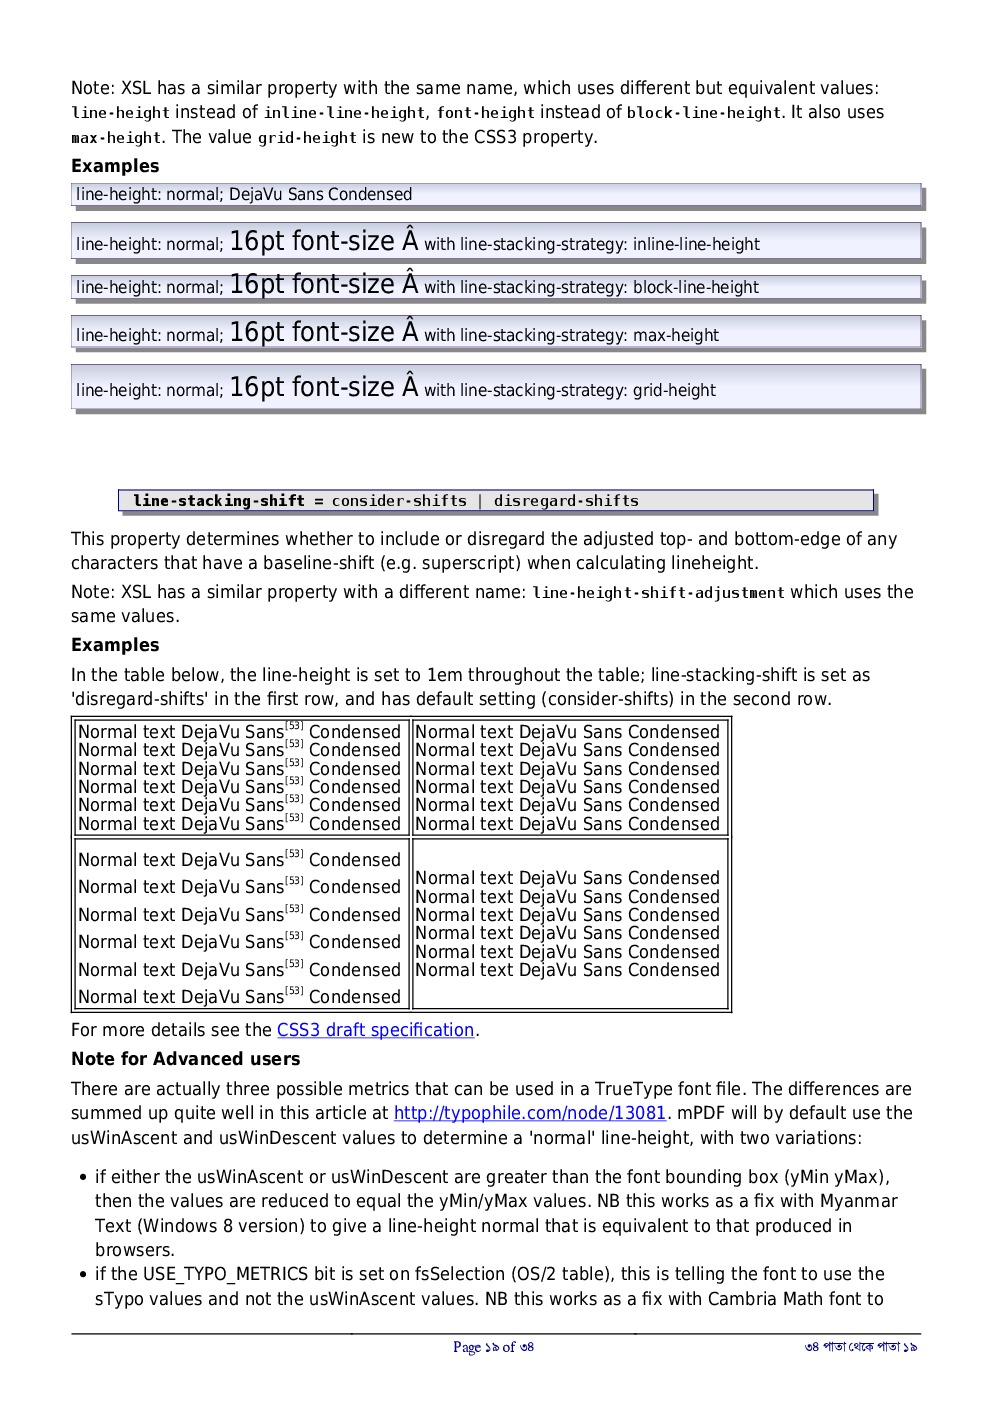 Note: XSL has a similar property with the same name, which uses different but equivalent values:
line-height instead of inline-line-height, font-height instead of block-line-height. It also uses
max-height. The value grid-height is new to the CSS3 property.
Examples
line-height: normal; DejaVu Sans Condensed
line-height: normal; 16pt font-size Â with line-stacking-strategy: inline-line-height
line-height: normal; 16pt font-size Â with line-stacking-strategy: block-line-height
line-height: normal; 16pt font-size Â with line-stacking-strategy: max-height
line-height: normal; 16pt font-size Â with line-stacking-strategy: grid-height
line-stacking-shift = consider-shifts | disregard-shifts
This property determines whether to include or disregard the adjusted top- and bottom-edge of any
characters that have a baseline-shift (e.g. superscript) when calculating lineheight.
Note: XSL has a similar property with a different name: line-height-shift-adjustment which uses the
same values.
Examples
In the table below, the line-height is set to 1em throughout the table; line-stacking-shift is set as
'disregard-shifts' in the first row, and has default setting (consider-shifts) in the second row.
Normal text DejaVu Sans[53] Condensed
Normal text DejaVu Sans[53] Condensed
Normal text DejaVu Sans[53] Condensed
Normal text DejaVu Sans[53] Condensed
Normal text DejaVu Sans[53] Condensed
Normal text DejaVu Sans[53] Condensed
Normal text DejaVu Sans Condensed
Normal text DejaVu Sans Condensed
Normal text DejaVu Sans Condensed
Normal text DejaVu Sans Condensed
Normal text DejaVu Sans Condensed
Normal text DejaVu Sans Condensed
Normal text DejaVu Sans[53] Condensed
Normal text DejaVu Sans[53] Condensed
Normal text DejaVu Sans[53] Condensed
Normal text DejaVu Sans[53] Condensed
Normal text DejaVu Sans[53] Condensed
Normal text DejaVu Sans[53] Condensed
Normal text DejaVu Sans Condensed
Normal text DejaVu Sans Condensed
Normal text DejaVu Sans Condensed
Normal text DejaVu Sans Condensed
Normal text DejaVu Sans Condensed
Normal text DejaVu Sans Condensed
For more details see the CSS3 draft specification.
Note for Advanced users
There are actually three possible metrics that can be used in a TrueType font file. The differences are
summed up quite well in this article at http://typophile.com/node/13081. mPDF will by default use the
usWinAscent and usWinDescent values to determine a 'normal' line-height, with two variations:
• if either the usWinAscent or usWinDescent are greater than the font bounding box (yMin yMax),
then the values are reduced to equal the yMin/yMax values. NB this works as a fix with Myanmar
Text (Windows 8 version) to give a line-height normal that is equivalent to that produced in
browsers.
• if the USE_TYPO_METRICS bit is set on fsSelection (OS/2 table), this is telling the font to use the
sTypo values and not the usWinAscent values. NB this works as a fix with Cambria Math font to
Page ১৯ of ৩৪
৩৪ পাতা থেকে পাতা ১৯